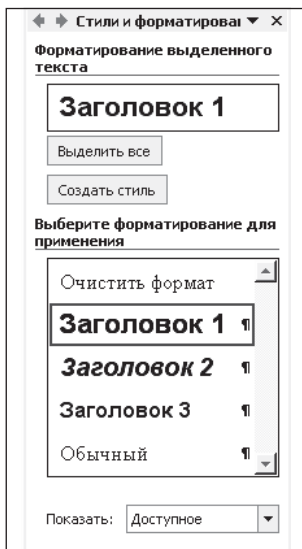 Стили и форматировал
Форматирование выделенного
текста
Заголовок 1
Выделить все
Создать стиль
Выберите форматирование для
применения
Очистить формат
Заголовок 1 ¶
Заголовок 2 ¶
Заголовок 3 ¶
Обычный ¶
Показать: Доступное